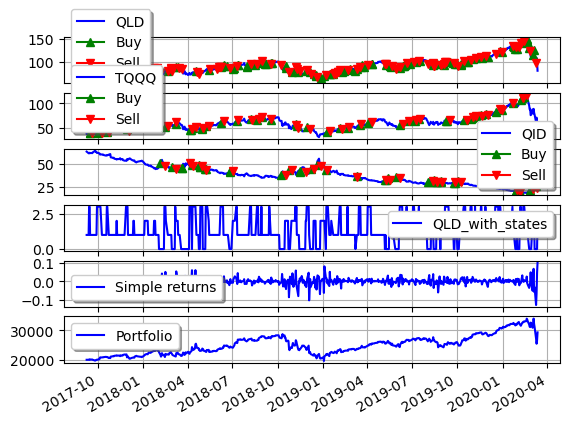 QLD
Buy
Sell
150
100
TQQQ
Buy
Sell
100
50
QID
Buy
Sell
50
25
2.5
0.0
QLD_with_states
0.1
0.0
−0.1
Simple returns
30000
20000
Portfolio
2017-10 2018-01 2018-04 2018-07 2018-10 2019-01 2019-04 2019-07 2019-10 2020-01 2020-04